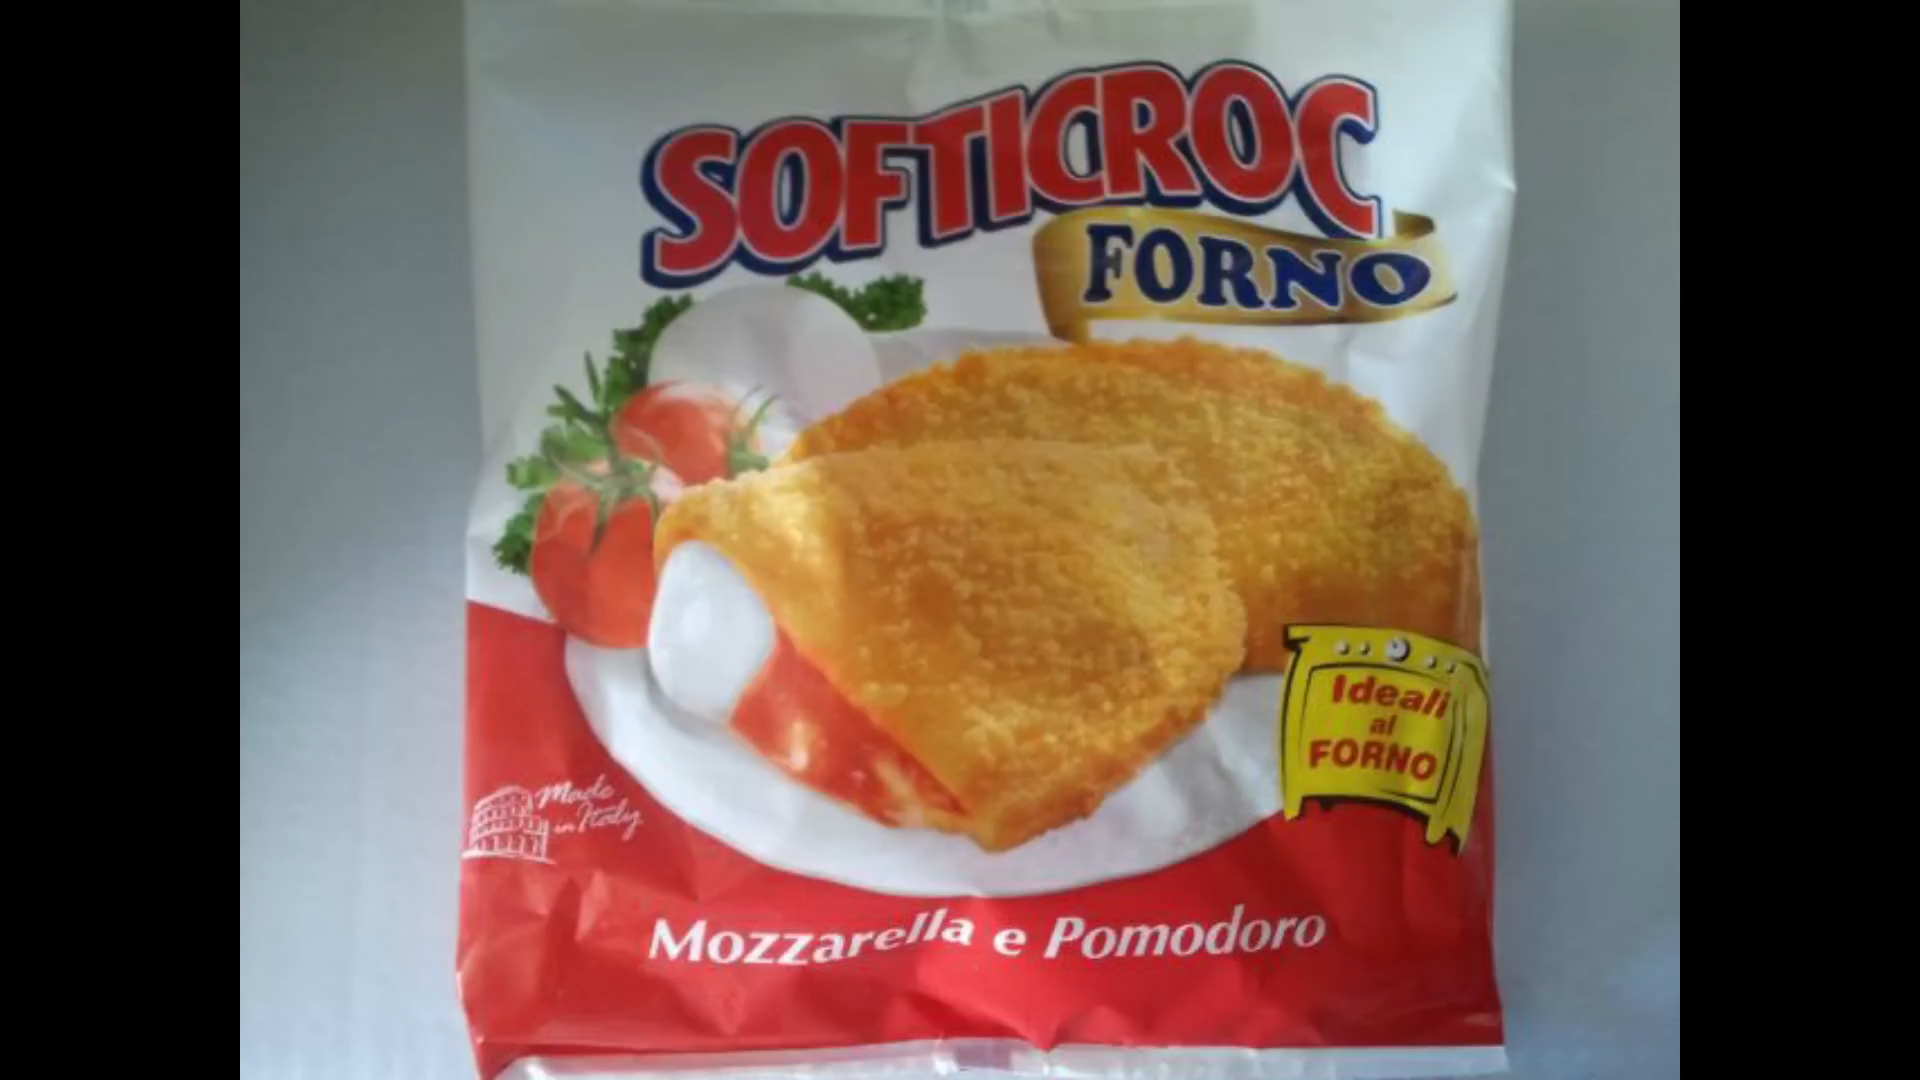 SOFTICROC
FORNO
Ideali
al
FORNO
Made
in Italy
Mozzarella e Pomodoro